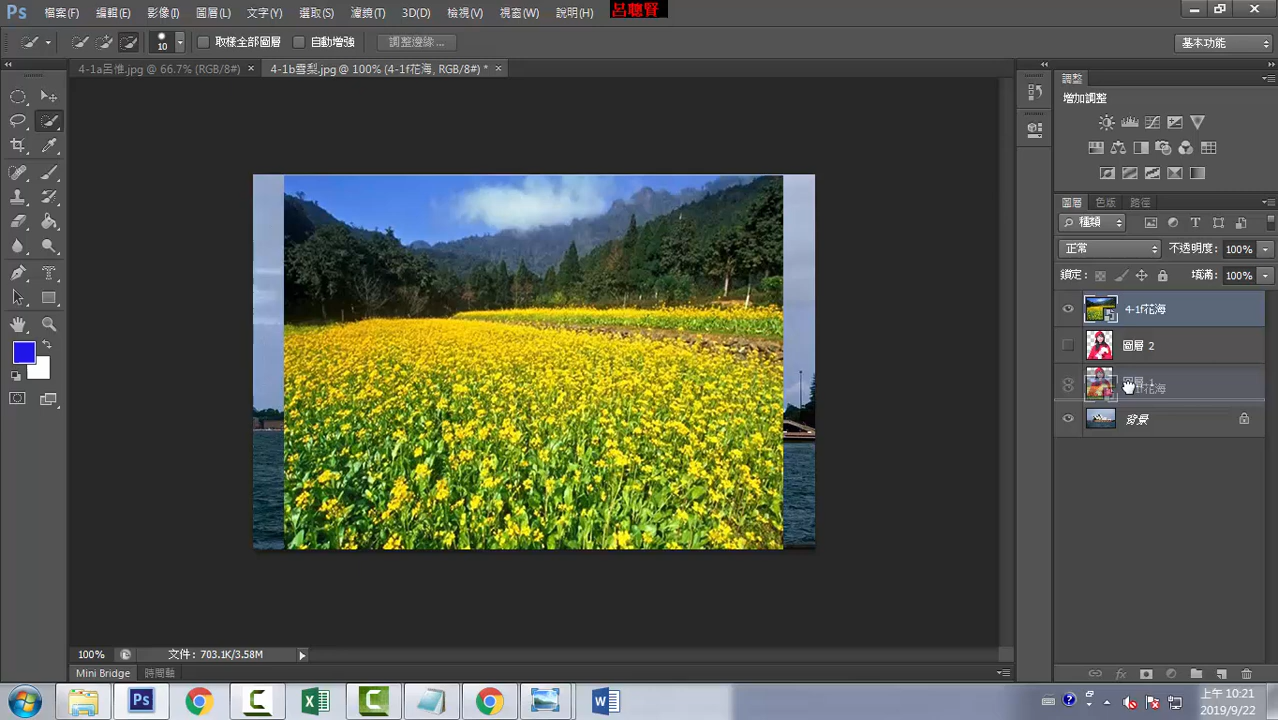 Ps 檔案(F) 編輯(E) 影像(I) 圖層(L) 文字(Y) 選取(S) 濾鏡(T) 3D(D) 檢視(V) 視窗(W) 說明(H) 呂聰賢
10 取樣全部圖層 自動增強 調整邊緣... 基本功能
4-1a呂惟.jpg @ 66.7% (RGB/8#) × 4-1b雪梨.jpg @ 100% (4-1f花海, RGB/8#) * ×
調整
增加調整
圖層 色版 路徑
種類
正常 不透明度: 100%
鎖定: 填滿: 100%
4-1f花海
圖層 2
背景
100% 文件: 703.1K/3.58M
Mini Bridge 時間軸
Ps
上午 10:21
2019/9/22